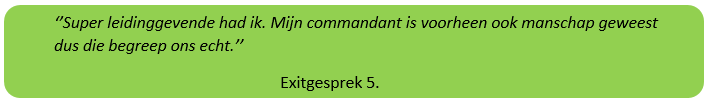 ‘’Super leidinggevende had ik. Mijn commandant is voorheen ook manschap geweest
dus die begreep ons echt.’’
Exitgesprek 5.